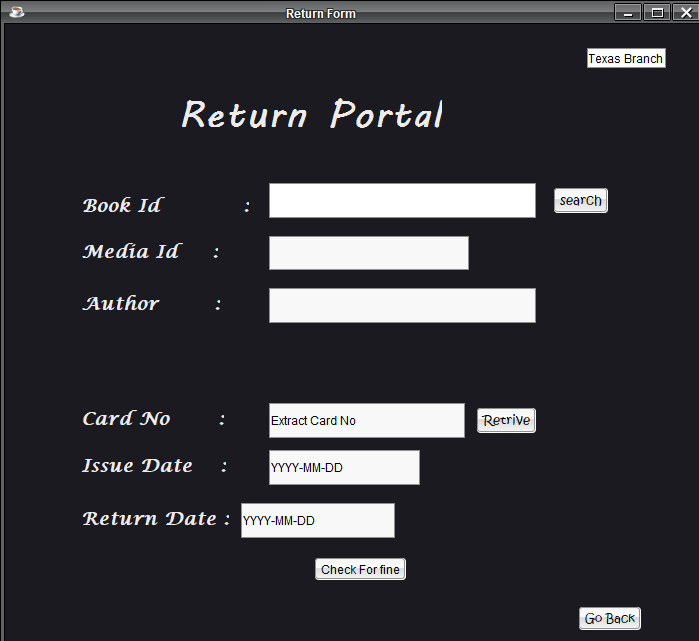 Return Form
Texas Branch
Return Portal
Book Id :
search
Media Id :
Author :
Card No : Extract Card No Retrive
Issue Date : YYYY-MM-DD
Return Date : YYYY-MM-DD
Check For fine
Go Back